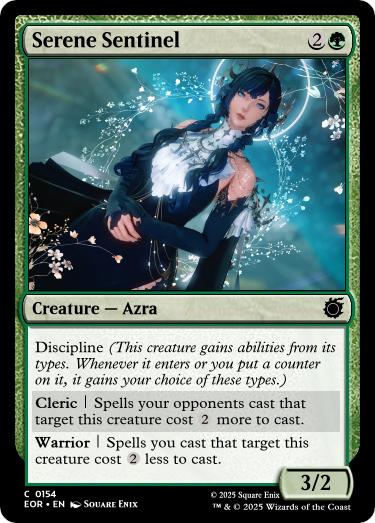 Serene Sentinel 2
Creature — Azra
Discipline (This creature gains abilities from its
types. Whenever it enters or you put a counter
on it, it gains your choice of these types.)
Cleric | Spells your opponents cast that
target this creature cost 2 more to cast.
Warrior | Spells you cast that target this
creature cost 2 less to cast.
3/2
C 0154
EOR • EN Square Enix
© 2025 Square Enix
™ & © 2025 Wizards of the Coast